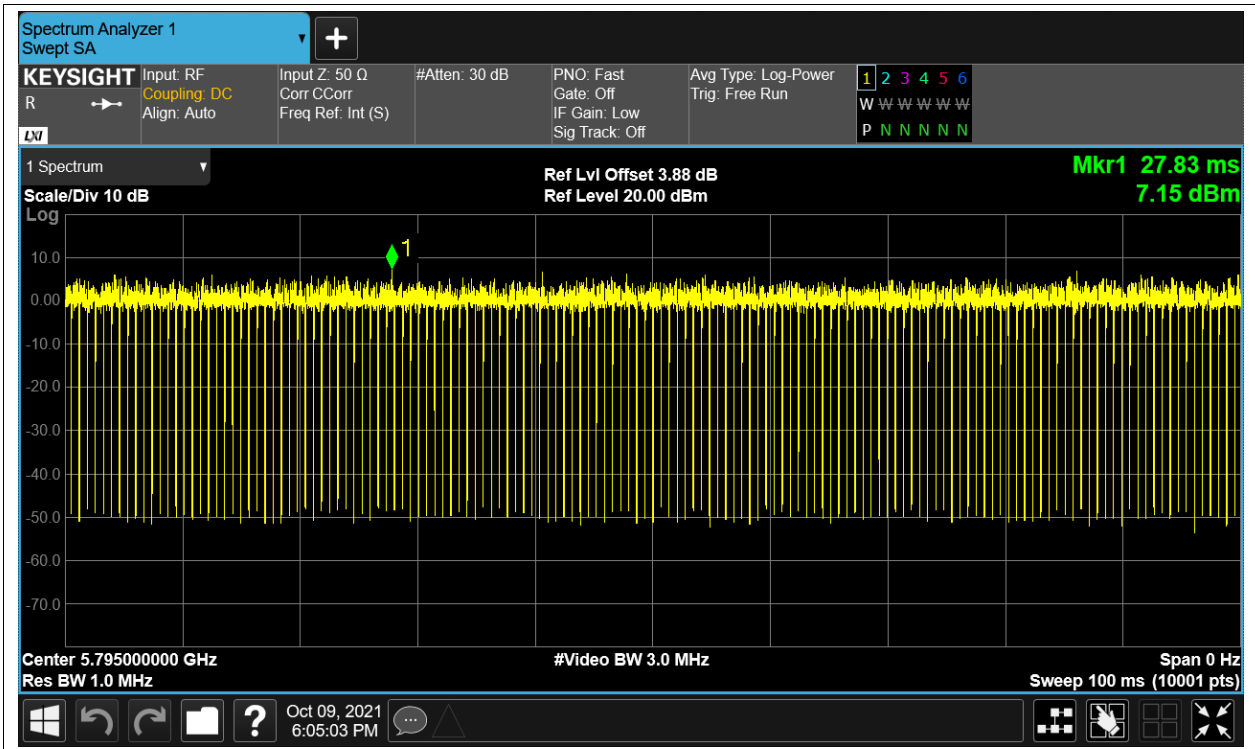 Spectrum Analyzer 1
Swept SA
+
KEYSIGHT
R
LXI
Input: RF
Coupling: DC
Align: Auto
Input Z: 50 Ω
Corr CCorr
Freq Ref: Int (S)
#Atten: 30 dB
PNO: Fast
Gate: Off
IF Gain: Low
Sig Track: Off
Avg Type: Log-Power
Trig: Free Run
1 2 3 4 5 6
W W W W W W
P N N N N N
1 Spectrum
Scale/Div 10 dB
Log
Ref Lvl Offset 3.88 dB
Ref Level 20.00 dBm
Mkr1 27.83 ms
7.15 dBm
1
10.0
0.00
-10.0
-20.0
-30.0
-40.0
-50.0
-60.0
-70.0
Center 5.795000000 GHz
Res BW 1.0 MHz
#Video BW 3.0 MHz
Span 0 Hz
Sweep 100 ms (10001 pts)
?
Oct 09, 2021
6:05:03 PM